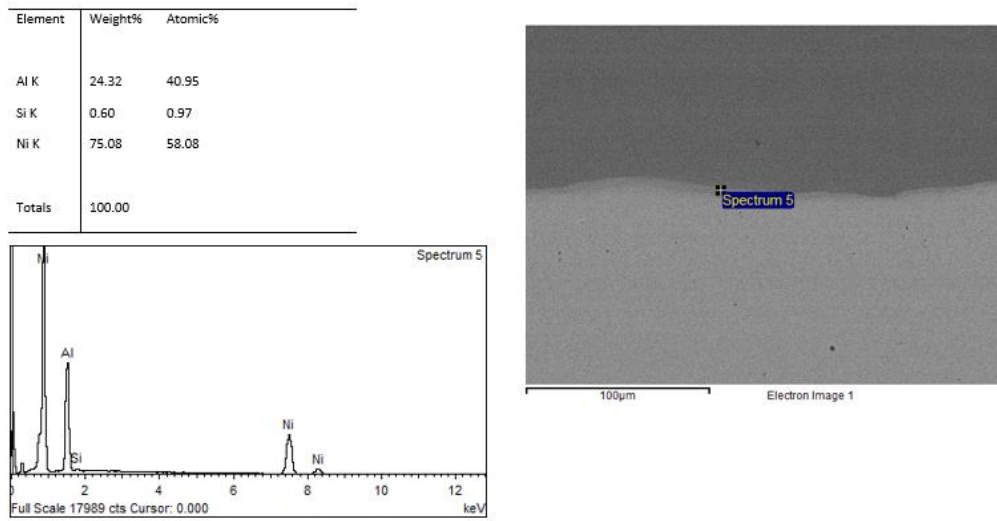 Element Weight% Atomic%
Al K 24.32 40.95
Si K 0.60 0.97
Ni K 75.08 58.08
Totals 100.00
Spectrum 5
Ni
Al
Si
Ni
Ni
0 2 4 6 8 10 12
Full Scale 17989 cts Cursor: 0.000 keV
Spectrum 5
100µm Electron Image 1